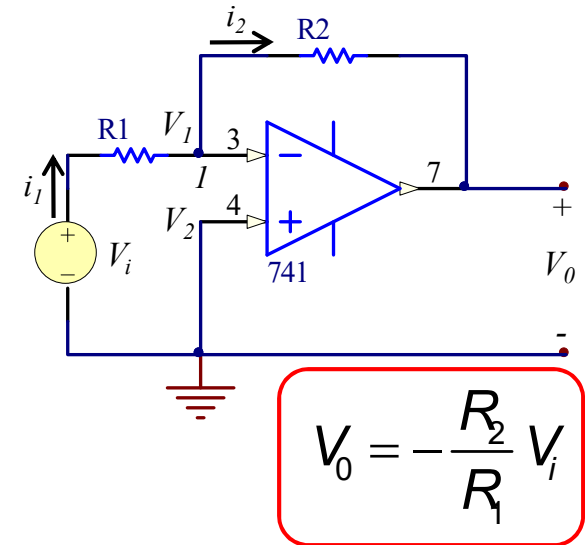 i₂
R2
R1
V₁
3
1
i₁
7
+
V₂
4
+
−
Vᵢ
−
+
741
V₀
-
V₀ = − R₂/R₁ Vᵢ